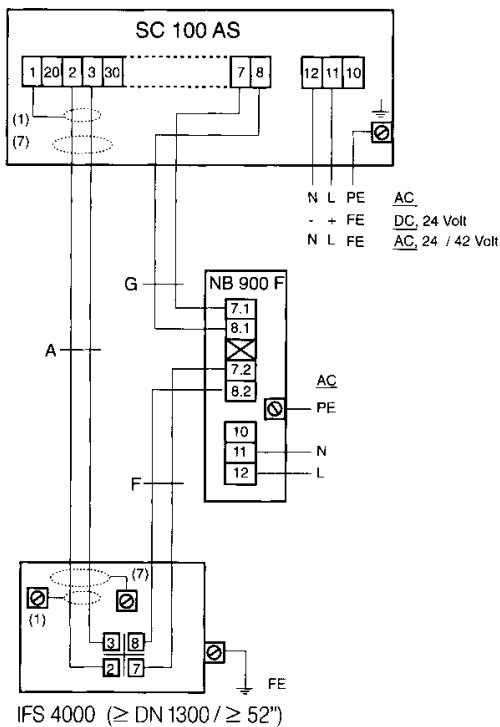 SC 100 AS
1 20 2 3 30 7 8 12 11 10
(1)
(7)
N L PE AC
- + FE DC, 24 Volt
N L FE AC, 24 / 42 Volt
G
NB 900 F
7.1
8.1
A
7.2
8.2
AC
PE
10
11 N
12 L
F
(7)
(1)
3 8
2 7
FE
IFS 4000 (≥ DN 1300 / ≥ 52")